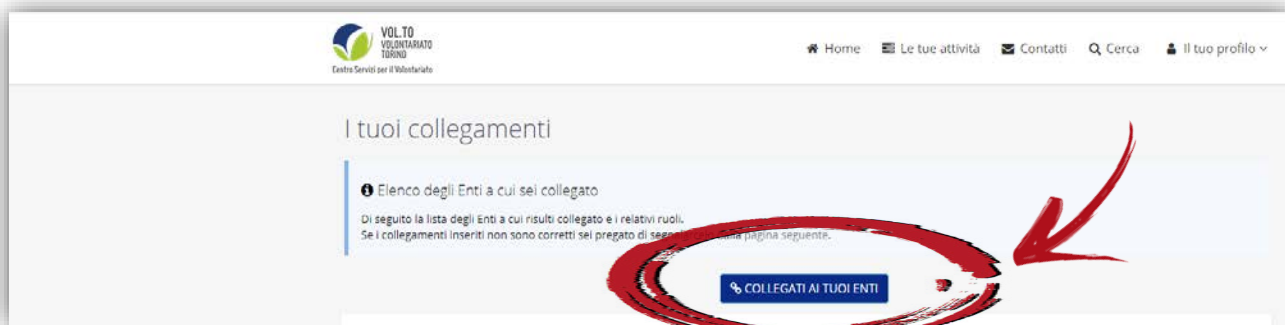 VOL.TO
VOLONTARIATO
TORINO
Centro Servizi per il Volontariato
Home Le tue attività Contatti Cerca Il tuo profilo
I tuoi collegamenti
Elenco degli Enti a cui sei collegato
Di seguito la lista degli Enti a cui risulti collegato e i relativi ruoli.
Se i collegamenti inseriti non sono corretti sei pregato di pagina seguente.
COLLEGATI AI TUOI ENTI